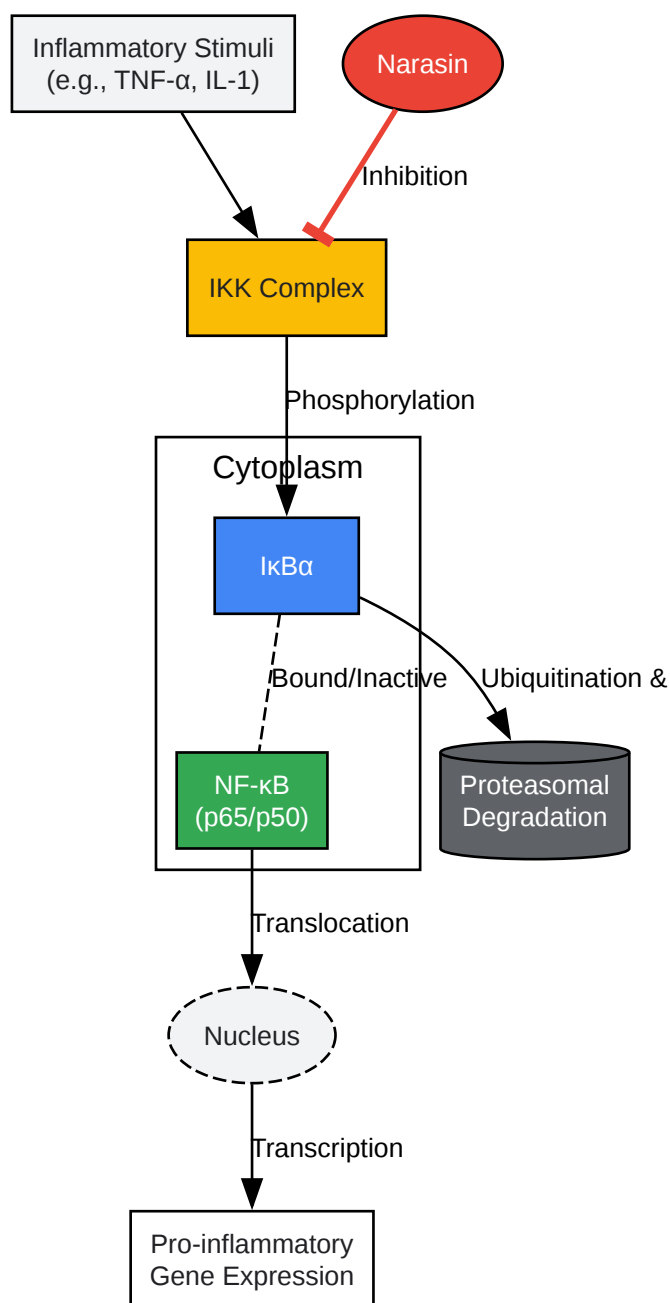 Inflammatory Stimuli
(e.g., TNF-α, IL-1)
Narasin
Inhibition
IKK Complex
Phosphorylation
Cytoplasm
IκBα
Bound/Inactive
Ubiquitination &
NF-κB
(p65/p50)
Proteasomal
Degradation
Translocation
Nucleus
Transcription
Pro-inflammatory
Gene Expression